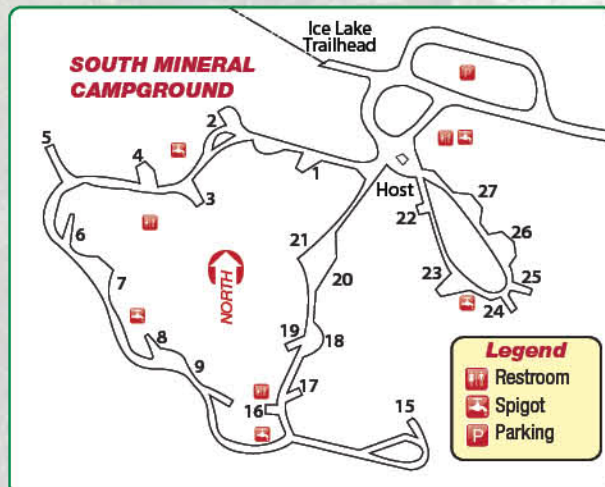 Ice Lake
Trailhead
SOUTH MINERAL
CAMPGROUND
P
2
5
4
1
3
Host
27
22
6
21
26
7
20
23
25
24
NORTH
8
19
18
9
17
16
15
Legend
Restroom
Spigot
P Parking